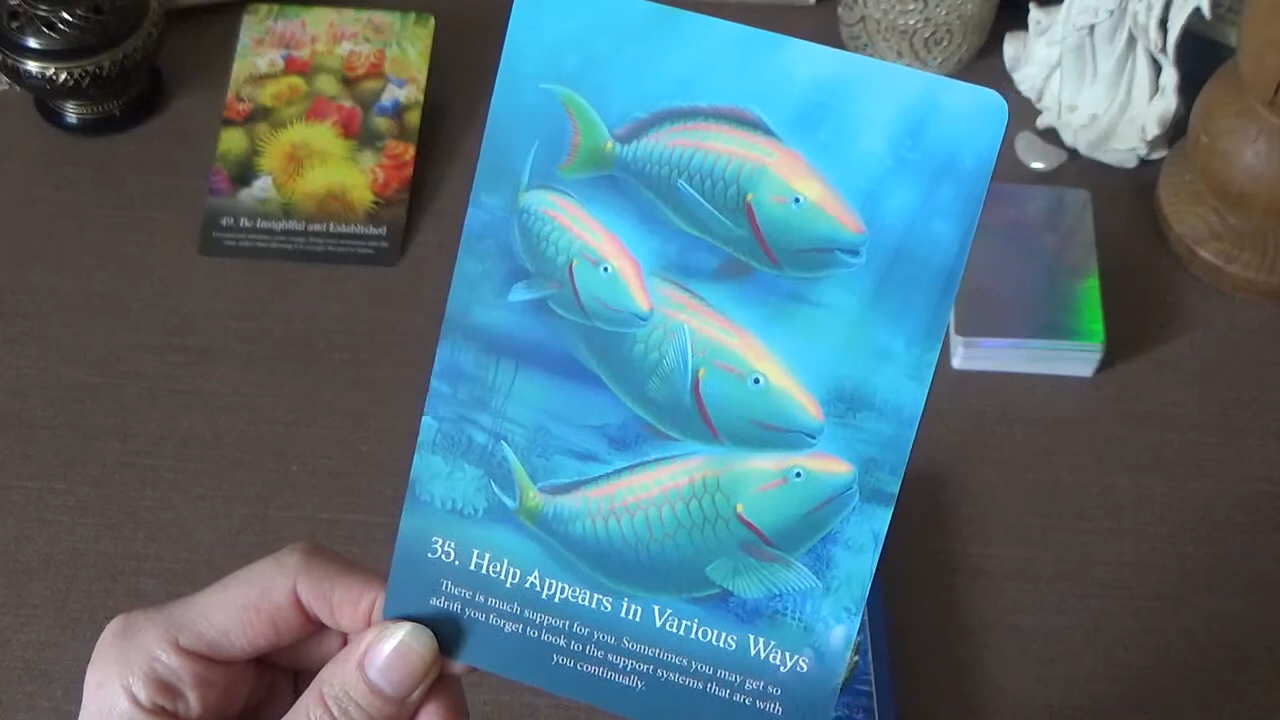 49. Be Insightful and Established
35. Help Appears in Various Ways
There is much support for you. Sometimes you may get so
adrift you forget to look to the support systems that are with
you continually.